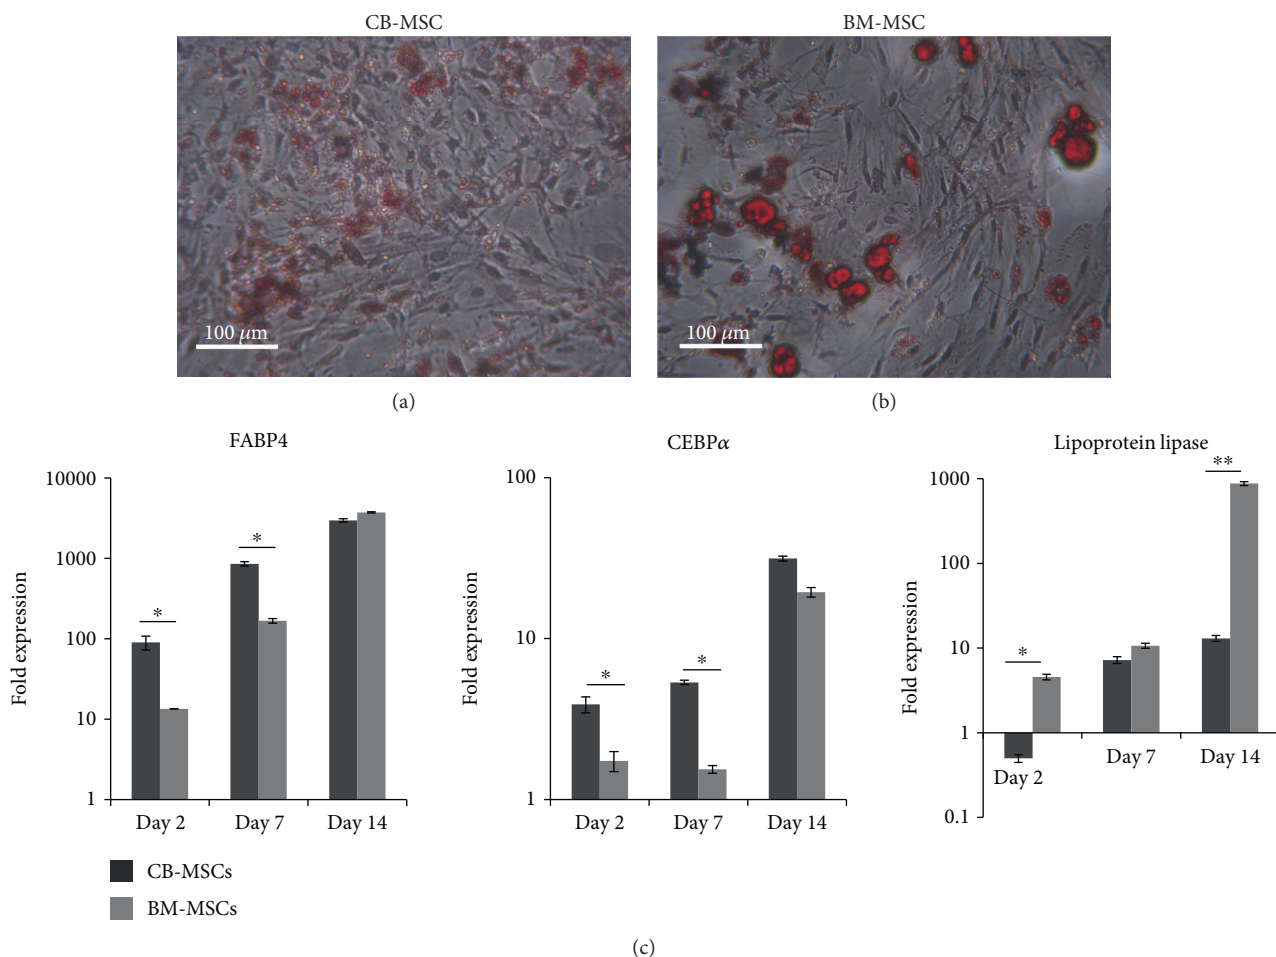 CB-MSC
BM-MSC
100 μm
100 μm
(a)
(b)
FABP4
10000
1000
100
10
1
Fold expression
*
*
Day 2
Day 7
Day 14
CEBPα
100
10
1
Fold expression
*
*
Day 2
Day 7
Day 14
Lipoprotein lipase
1000
100
10
1
0.1
Fold expression
*
**
Day 2
Day 7
Day 14
CB-MSCs
BM-MSCs
(c)